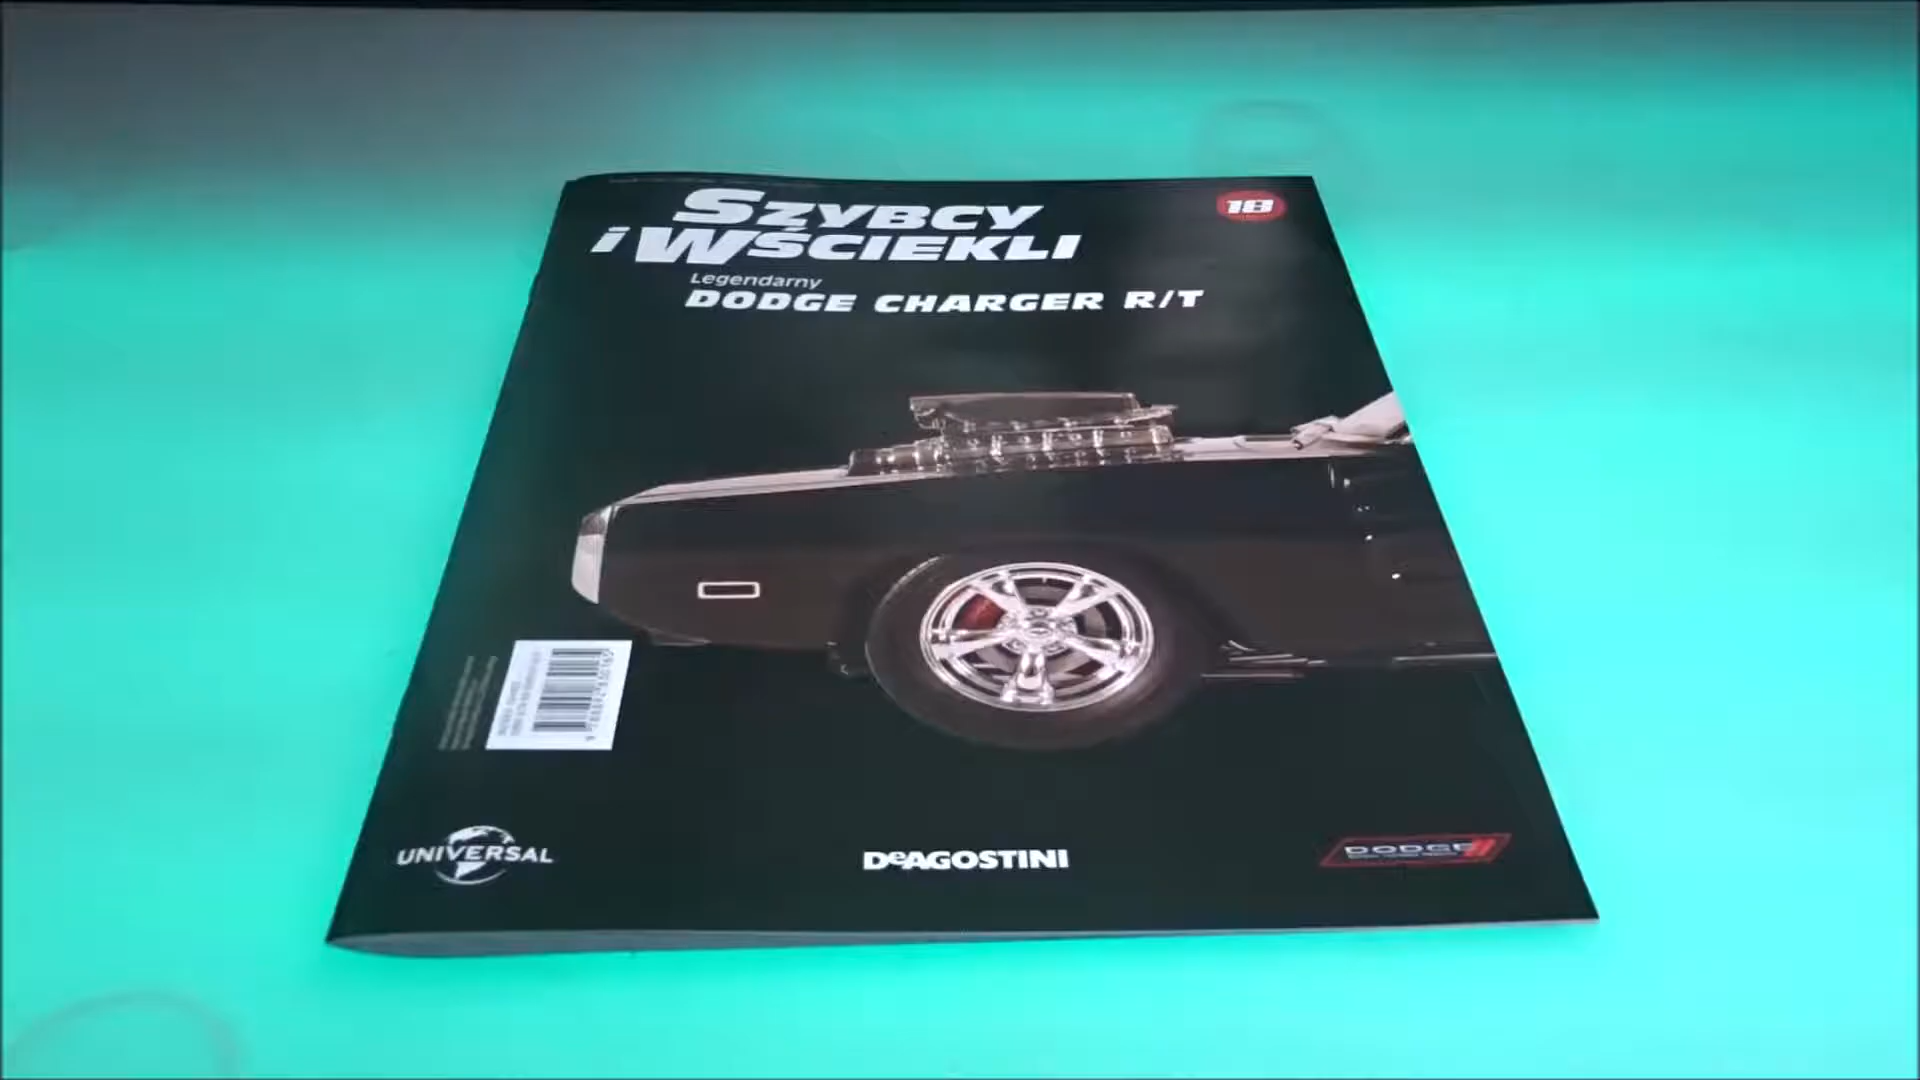 SZYBCY
i WŚCIEKLI
18
Legendarny
DODGE CHARGER R/T
UNIVERSAL
DeAGOSTINI
DODGE